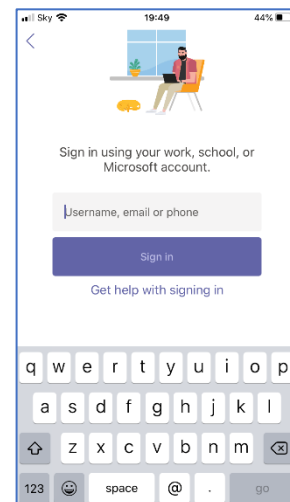 Sky 19:49 44%
Sign in using your work, school, or
Microsoft account.
Username, email or phone
Sign in
Get help with signing in
q w e r t y u i o p
a s d f g h j k l
z x c v b n m
123 space @ . go